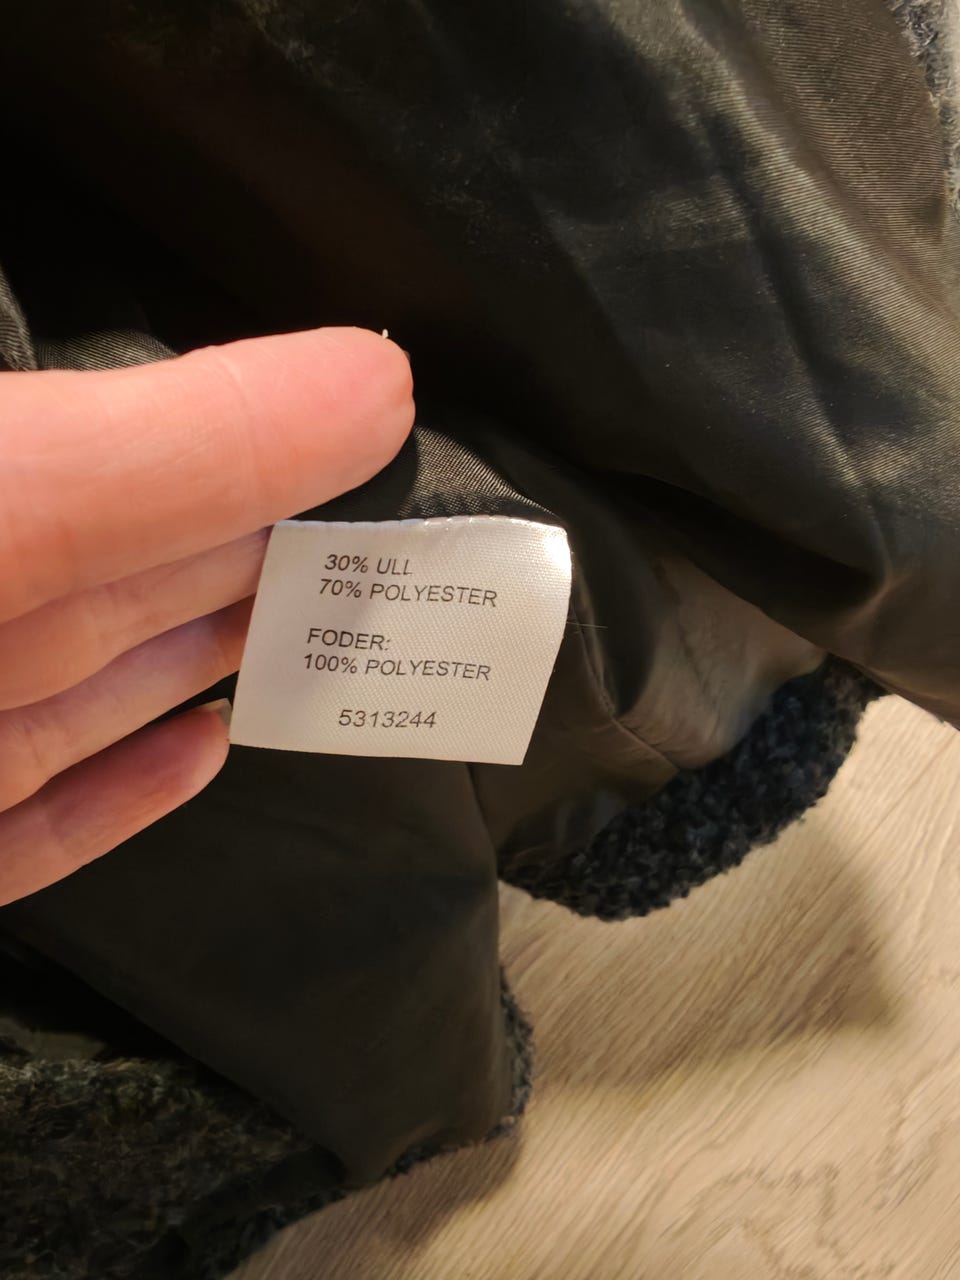 30% ULL
70% POLYESTER
FODER:
100% POLYESTER
5313244